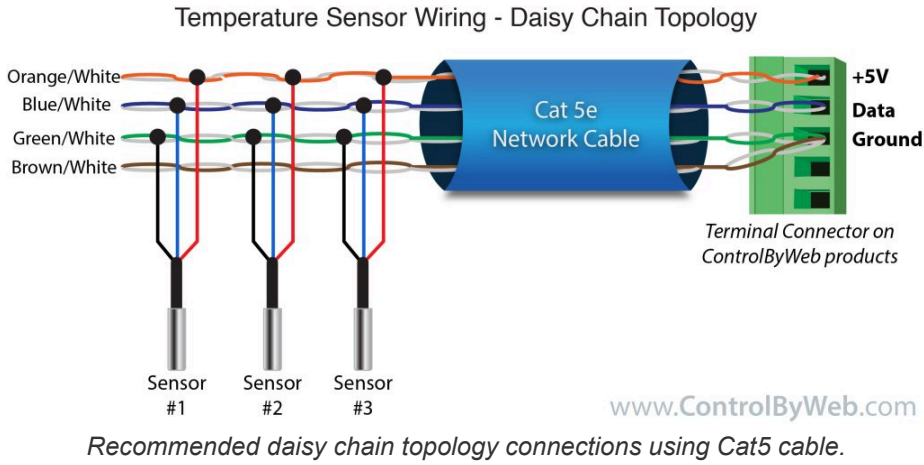 Temperature Sensor Wiring - Daisy Chain Topology
Orange/White
Blue/White
Green/White
Brown/White
Cat 5e
Network Cable
+5V
Data
Ground
Terminal Connector on
ControlByWeb products
Sensor
#1
Sensor
#2
Sensor
#3
www.ControlByWeb.com
Recommended daisy chain topology connections using Cat5 cable.